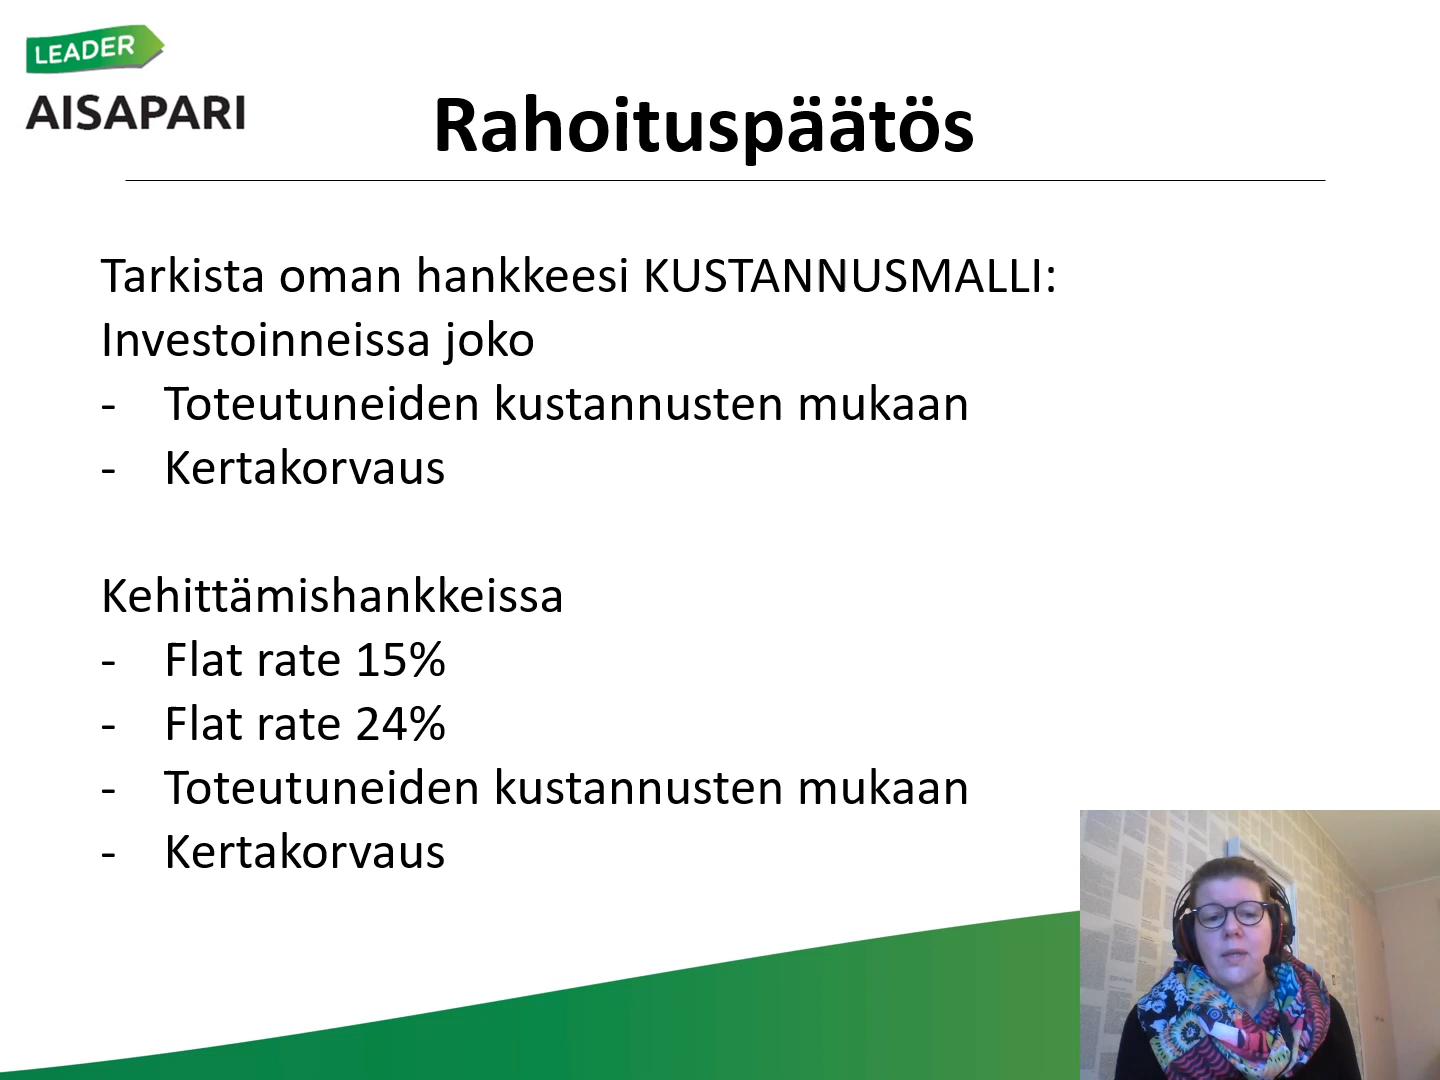 LEADER
AISAPARI
Rahoituspäätös
Tarkista oman hankkeesi KUSTANNUSMALLI:
Investoinneissa joko
- Toteutuneiden kustannusten mukaan
- Kertakorvaus
Kehittämishankkeissa
- Flat rate 15%
- Flat rate 24%
- Toteutuneiden kustannusten mukaan
- Kertakorvaus